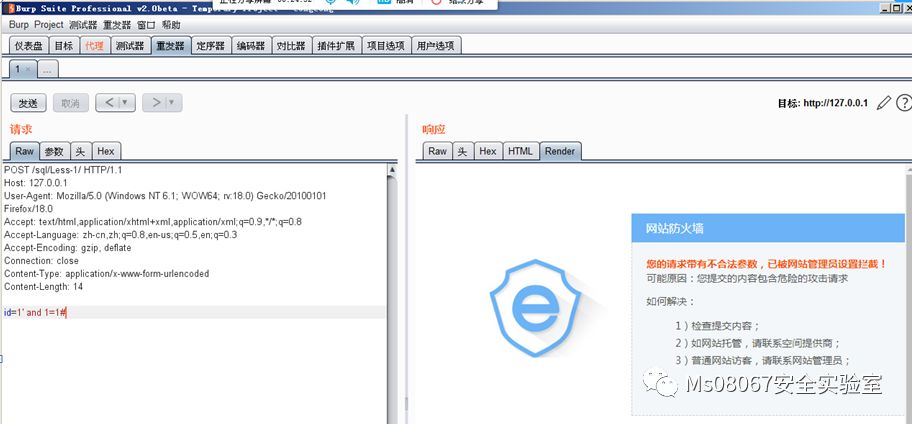 Burp Suite Professional v2.0beta - Temporary Project
Burp Project 测试器 重发器 窗口 帮助
仪表盘 目标 代理 测试器 重发器 定序器 编码器 对比器 插件扩展 项目选项 用户选项
1 × ...
发送 取消 < | ▼ > | ▼ 目标: http://127.0.0.1
请求
Raw 参数 头 Hex
POST /sql/Less-1/ HTTP/1.1
Host: 127.0.0.1
User-Agent: Mozilla/5.0 (Windows NT 6.1; WOW64; rv:18.0) Gecko/20100101
Firefox/18.0
Accept: text/html,application/xhtml+xml,application/xml;q=0.9,*/*;q=0.8
Accept-Language: zh-cn,zh;q=0.8,en-us;q=0.5,en;q=0.3
Accept-Encoding: gzip, deflate
Connection: close
Content-Type: application/x-www-form-urlencoded
Content-Length: 14
id=1' and 1=1#
响应
Raw 头 Hex HTML Render
网站防火墙
您的请求带有不合法参数，已被网站管理员设置拦截！
可能原因：您提交的内容包含危险的攻击请求
如何解决：
1）检查提交内容；
2）如网站托管，请联系空间提供商；
3）普通网站访客，请联系网站管理员；
Ms08067安全实验室